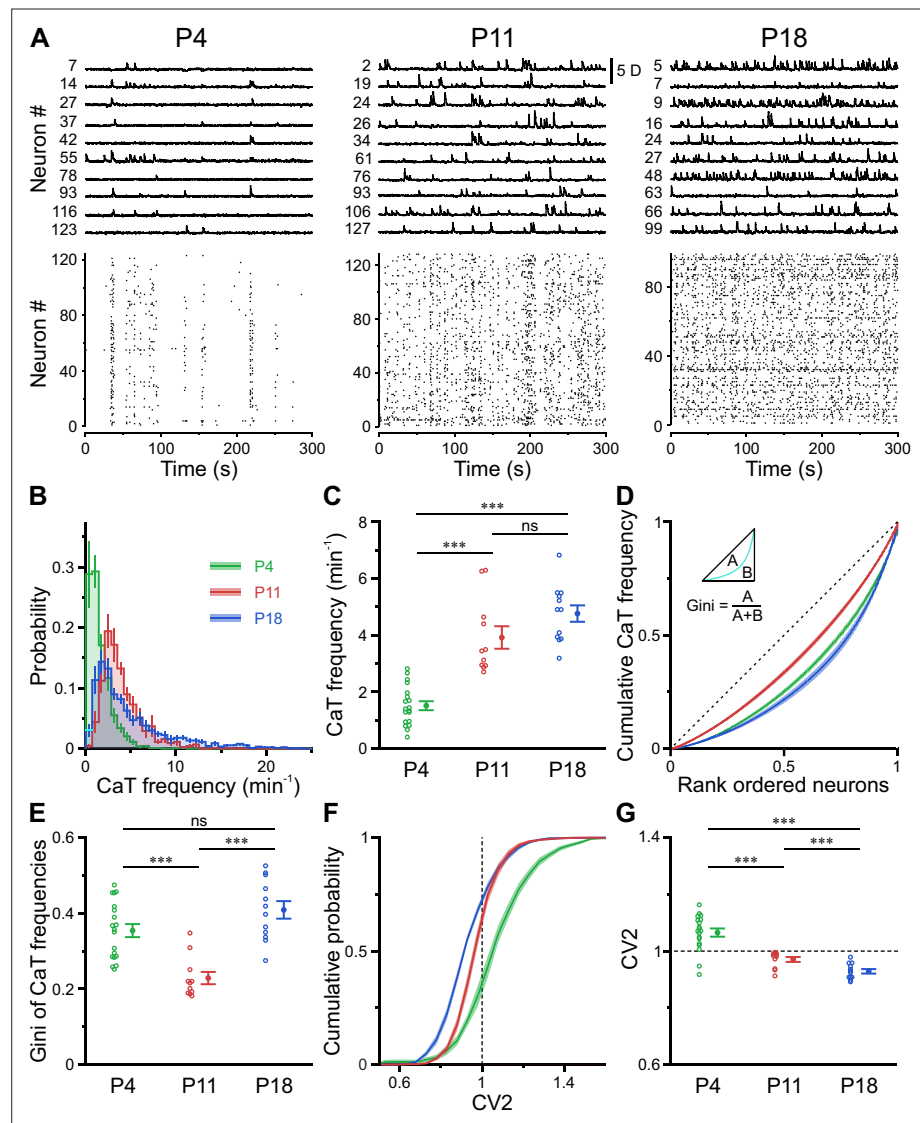 A
P4
P11
P18
7
14
27
37
42
55
78
93
116
123
Neuron #
2
19
24
26
34
61
76
93
106
127
5 D
5
7
9
16
24
27
48
63
66
99
120
80
40
0
Neuron #
0 100 200 300
Time (s)
120
80
40
0
0 100 200 300
Time (s)
80
40
0
0 100 200 300
Time (s)
B
0.3
0.2
0.1
0
Probability
P4
P11
P18
0 10 20
CaT frequency (min⁻¹)
C
***
ns
***
8
6
4
2
0
CaT frequency (min⁻¹)
P4 P11 P18
D
1
0.5
0
Cumulative CaT frequency
A
B
Gini = A
A+B
0 0.5 1
Rank ordered neurons
E
ns
*** ***
0.6
0.4
0.2
0
Gini of CaT frequencies
P4 P11 P18
F
1
0.5
0
Cumulative probability
0.6 1 1.4
CV2
G
***
***
***
1.4
1
0.6
CV2
P4 P11 P18